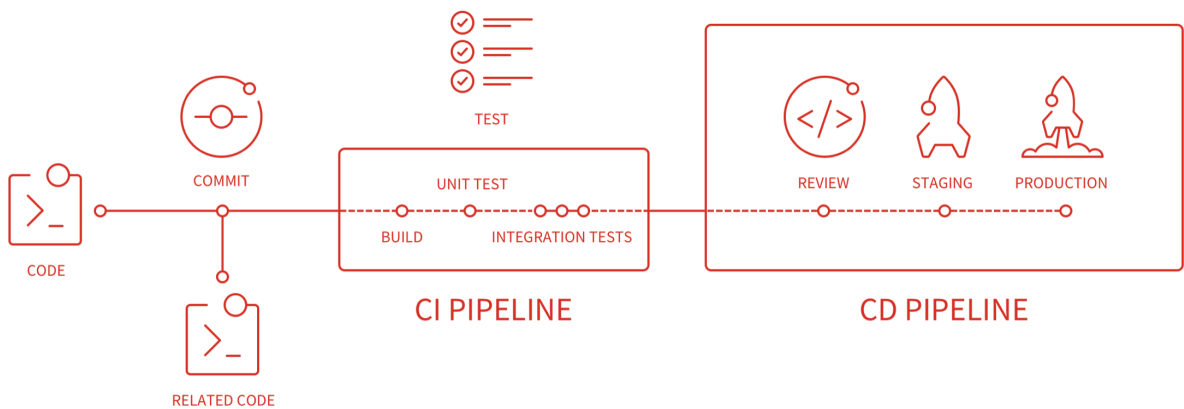 TEST
COMMIT
CODE
RELATED CODE
UNIT TEST
BUILD
INTEGRATION TESTS
CI PIPELINE
REVIEW
STAGING
PRODUCTION
CD PIPELINE